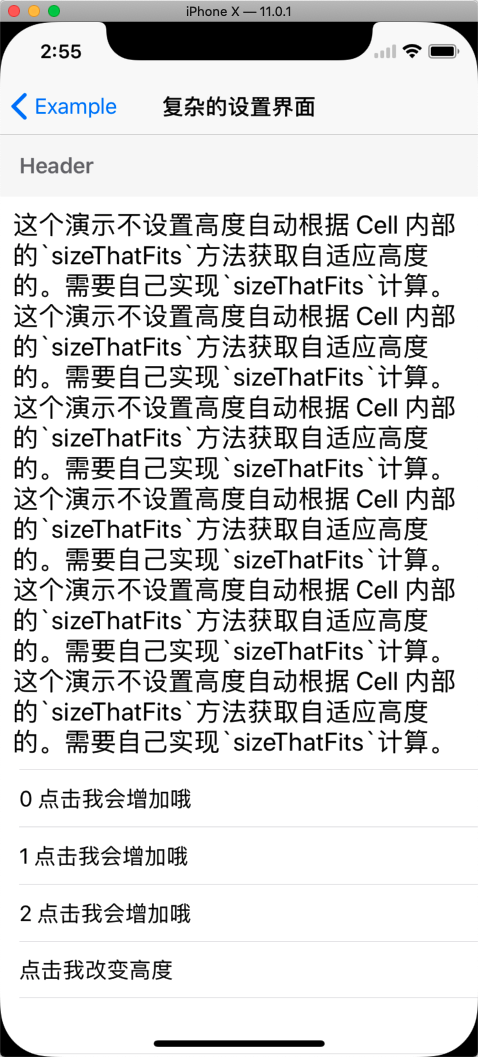 iPhone X — 11.0.1
2:55
Example
复杂的设置界面
Header
这个演示不设置高度自动根据 Cell 内部
的`sizeThatFits`方法获取自适应高度
的。需要自己实现`sizeThatFits`计算。
这个演示不设置高度自动根据 Cell 内部
的`sizeThatFits`方法获取自适应高度
的。需要自己实现`sizeThatFits`计算。
这个演示不设置高度自动根据 Cell 内部
的`sizeThatFits`方法获取自适应高度
的。需要自己实现`sizeThatFits`计算。
这个演示不设置高度自动根据 Cell 内部
的`sizeThatFits`方法获取自适应高度
的。需要自己实现`sizeThatFits`计算。
这个演示不设置高度自动根据 Cell 内部
的`sizeThatFits`方法获取自适应高度
的。需要自己实现`sizeThatFits`计算。
这个演示不设置高度自动根据 Cell 内部
的`sizeThatFits`方法获取自适应高度
的。需要自己实现`sizeThatFits`计算。
0 点击我会增加哦
1 点击我会增加哦
2 点击我会增加哦
点击我改变高度